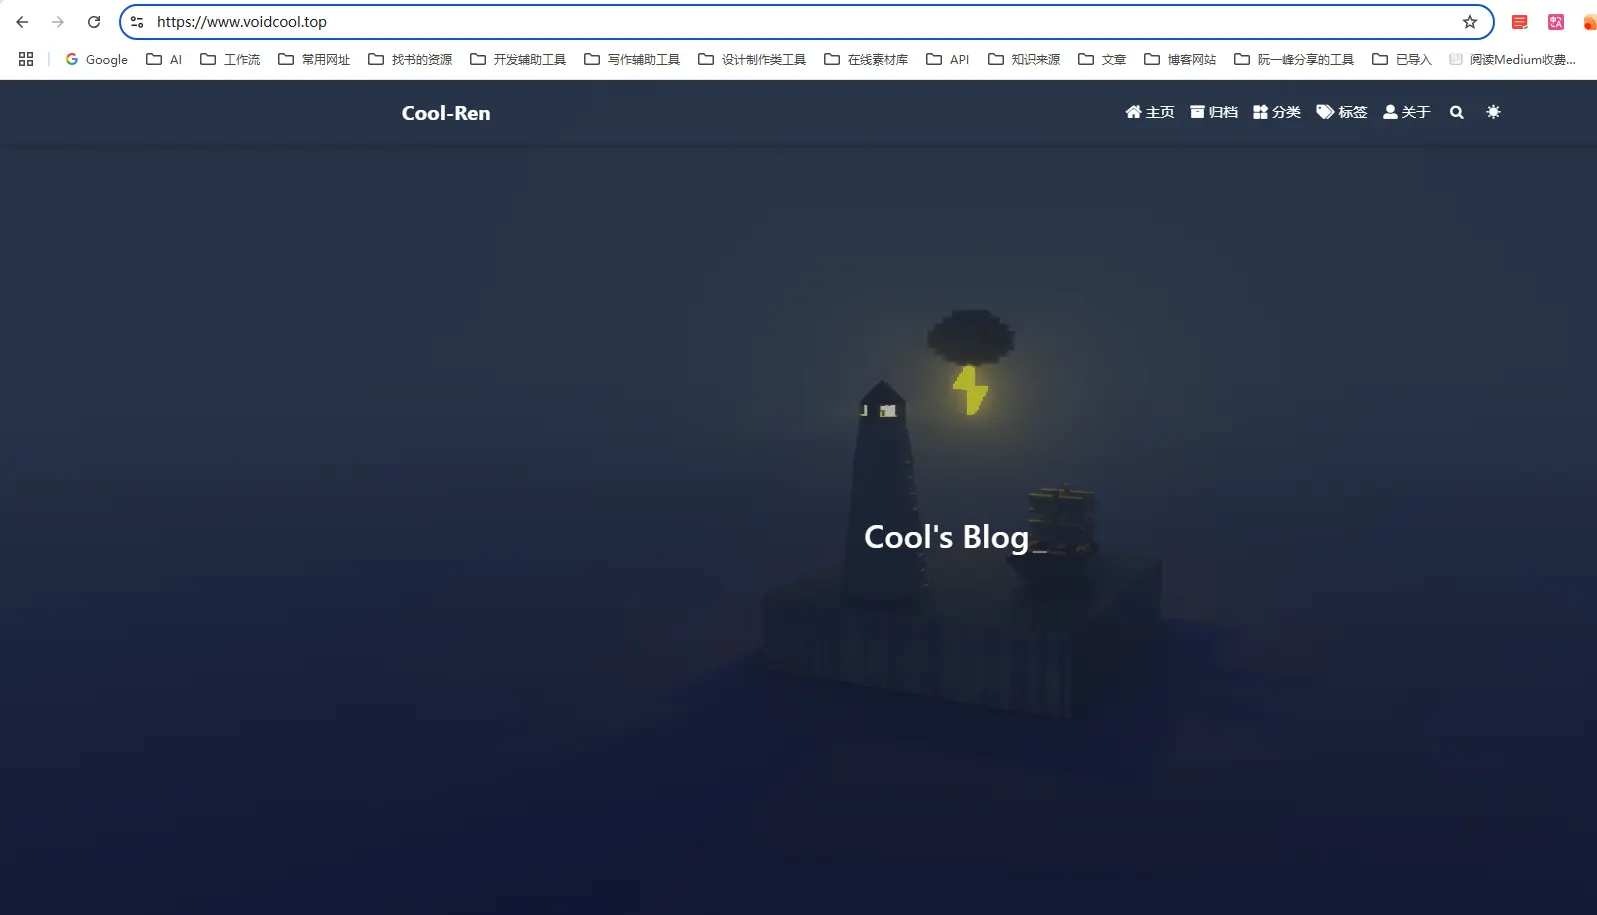 https://www.voidcool.top
Google AI 工作流 常用网址 找书的资源 开发辅助工具 写作辅助工具 设计制作类工具 在线素材库 API 知识来源 文章 博客网站 阮一峰分享的工具 已导入 阅读Medium收费...
Cool-Ren 主页 归档 分类 标签 关于
Cool's Blog_